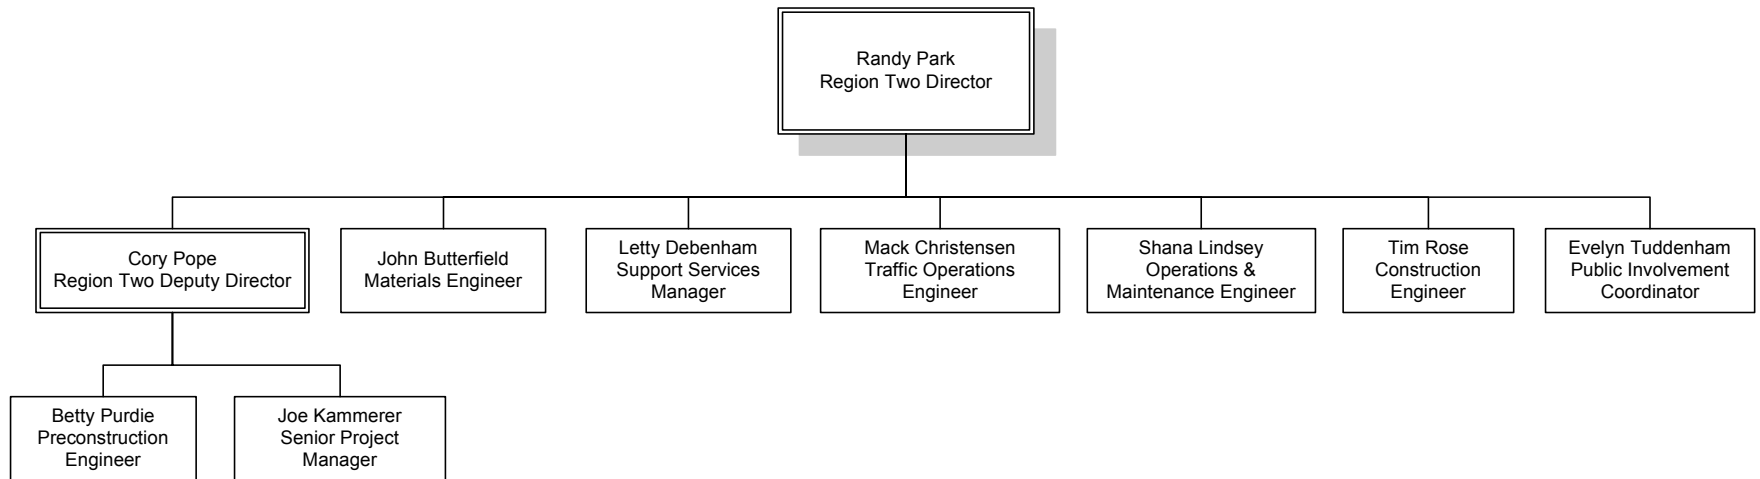 Randy Park
Region Two Director
Cory Pope
Region Two Deputy Director
John Butterfield
Materials Engineer
Letty Debenham
Support Services
Manager
Mack Christensen
Traffic Operations
Engineer
Shana Lindsey
Operations &
Maintenance Engineer
Tim Rose
Construction
Engineer
Evelyn Tuddenham
Public Involvement
Coordinator
Betty Purdie
Preconstruction
Engineer
Joe Kammerer
Senior Project
Manager